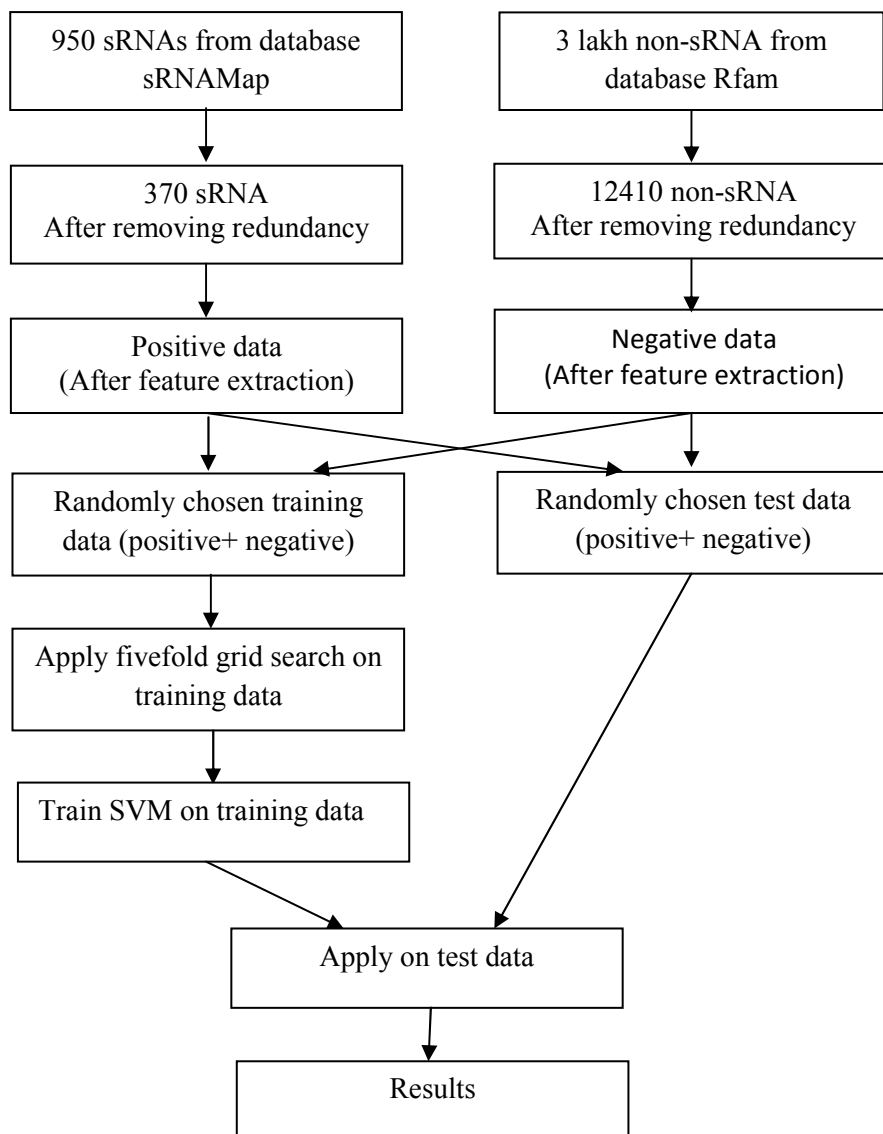 950 sRNAs from database
sRNAMap
3 lakh non-sRNA from
database Rfam
370 sRNA
After removing redundancy
12410 non-sRNA
After removing redundancy
Positive data
(After feature extraction)
Negative data
(After feature extraction)
Randomly chosen training
data (positive+ negative)
Randomly chosen test data
(positive+ negative)
Apply fivefold grid search on
training data
Train SVM on training data
Apply on test data
Results